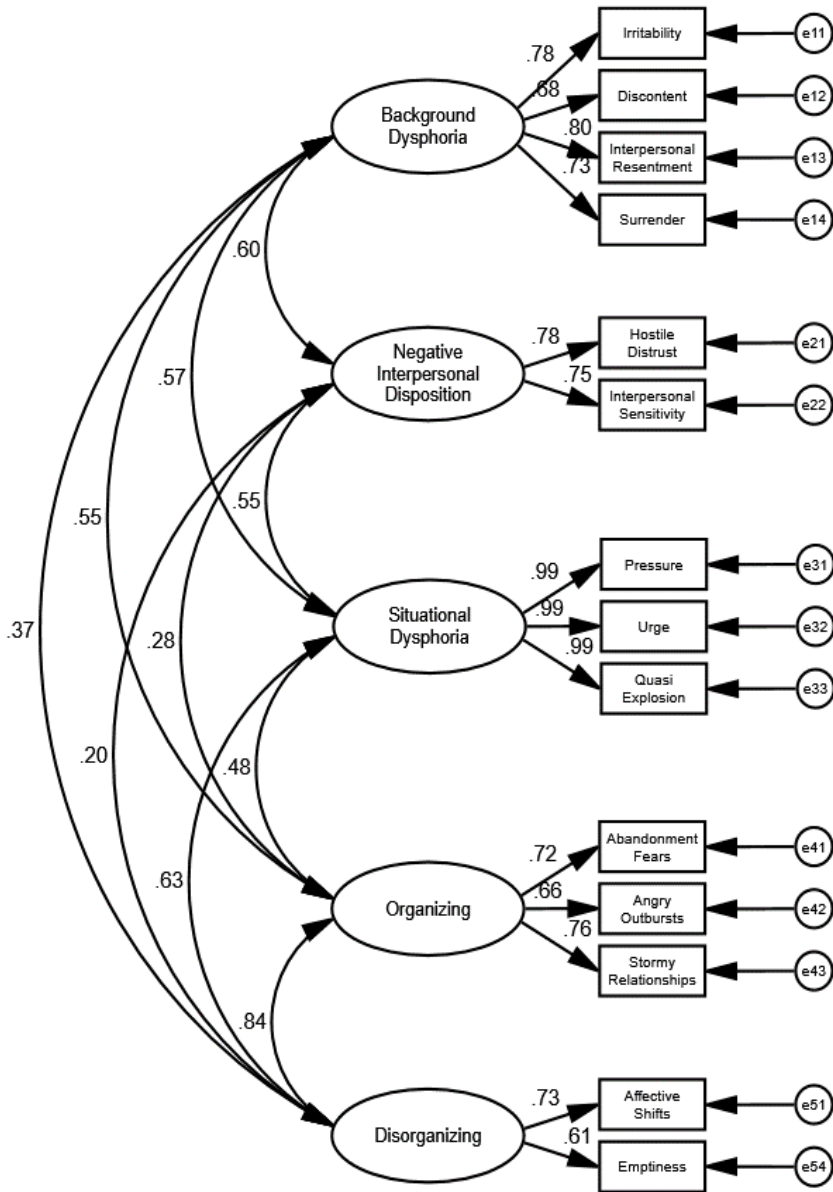 Irritability
e11
.78
Discontent
e12
.68
Background
Dysphoria
.80
Interpersonal
Resentment
e13
.73
Surrender
e14
.60
Hostile
Distrust
e21
.78
Negative
Interpersonal
Disposition
.75
Interpersonal
Sensitivity
e22
.57
.55
.55
Pressure
e31
.99
Situational
Dysphoria
.99
Urge
e32
.99
Quasi
Explosion
e33
.37
.28
.20
.48
Abandonment
Fears
e41
.72
.63
Organizing
.66
Angry
Outbursts
e42
.76
Stormy
Relationships
e43
.84
Affective
Shifts
e51
.73
Disorganizing
.61
Emptiness
e54